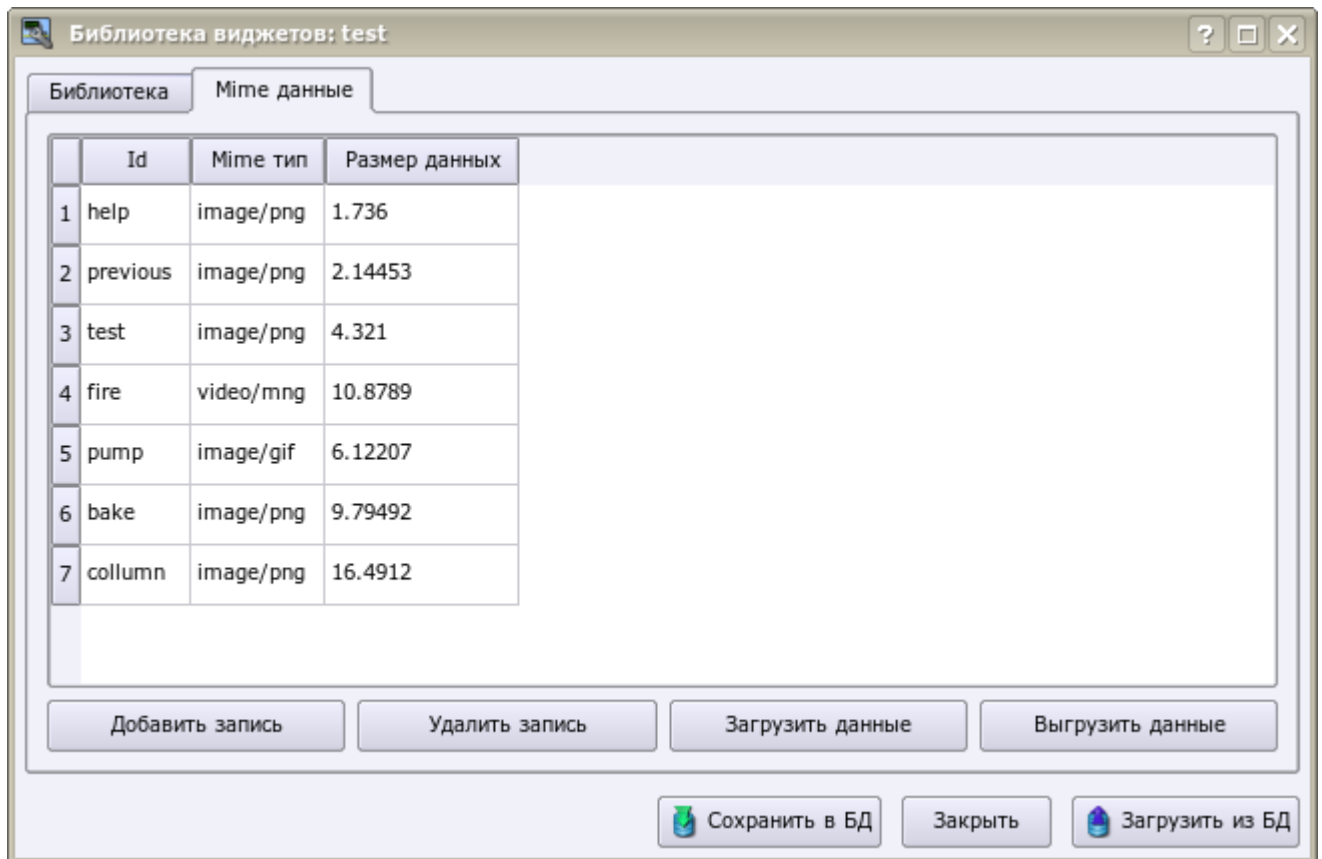 Библиотека виджетов: test
Библиотека Mime данные
Id Mime тип Размер данных
1 help image/png 1.736
2 previous image/png 2.14453
3 test image/png 4.321
4 fire video/mng 10.8789
5 pump image/gif 6.12207
6 bake image/png 9.79492
7 collumn image/png 16.4912
Добавить запись Удалить запись Загрузить данные Выгрузить данные
Сохранить в БД Закрыть Загрузить из БД